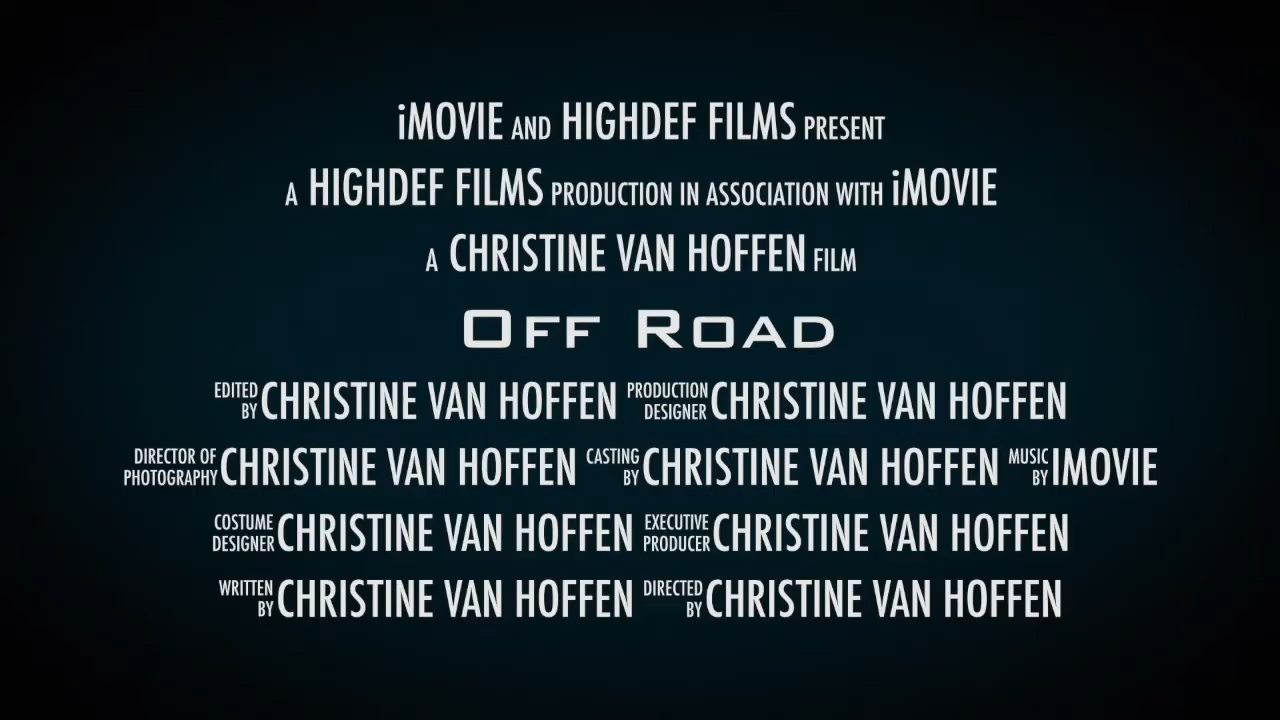 iMOVIE AND HIGHDEF FILMS PRESENT
A HIGHDEF FILMS PRODUCTION IN ASSOCIATION WITH iMOVIE
A CHRISTINE VAN HOFFEN FILM
OFF ROAD
EDITED BY CHRISTINE VAN HOFFEN PRODUCTION DESIGNER CHRISTINE VAN HOFFEN
DIRECTOR OF PHOTOGRAPHY CHRISTINE VAN HOFFEN CASTING BY CHRISTINE VAN HOFFEN MUSIC BY IMOVIE
COSTUME DESIGNER CHRISTINE VAN HOFFEN EXECUTIVE PRODUCER CHRISTINE VAN HOFFEN
WRITTEN BY CHRISTINE VAN HOFFEN DIRECTED BY CHRISTINE VAN HOFFEN